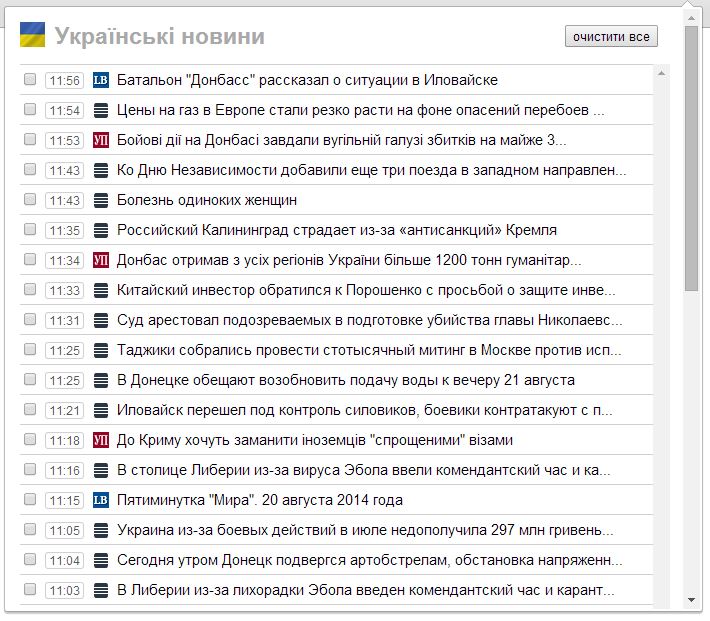 Українські новини
очистити все
11:56 LB Батальон "Донбасс" рассказал о ситуации в Иловайске
11:54 Цены на газ в Европе стали резко расти на фоне опасений перебоев ...
11:53 УП Бойові дії на Донбасі завдали вугільній галузі збитків на майже 3...
11:43 Ко Дню Независимости добавили еще три поезда в западном направлен...
11:43 Болезнь одиноких женщин
11:35 Российский Калининград страдает из-за «антисанкций» Кремля
11:34 УП Донбас отримав з усіх регіонів України більше 1200 тонн гуманітар...
11:33 Китайский инвестор обратился к Порошенко с просьбой о защите инве...
11:31 Суд арестовал подозреваемых в подготовке убийства главы Николаевс...
11:25 Таджики собрались провести стотысячный митинг в Москве против исп...
11:25 В Донецке обещают возобновить подачу воды к вечеру 21 августа
11:21 Иловайск перешел под контроль силовиков, боевики контратакуют с п...
11:18 УП До Криму хочуть заманити іноземців "спрощеними" візами
11:16 В столице Либерии из-за вируса Эбола ввели комендантский час и ка...
11:15 LB Пятиминутка "Мира". 20 августа 2014 года
11:05 Украина из-за боевых действий в июле недополучила 297 млн гривень...
11:04 Сегодня утром Донецк подвергся артобстрелам, обстановка напряженн...
11:03 В Либерии из-за лихорадки Эбола введен комендантский час и карант...